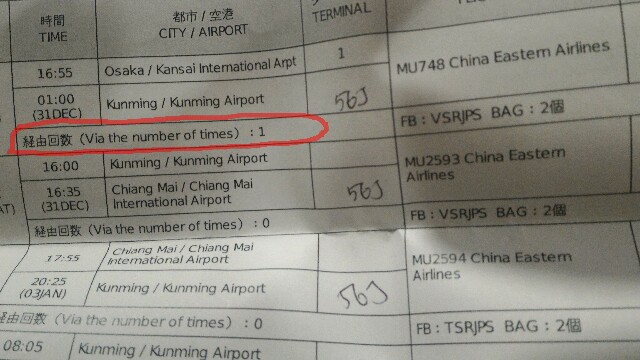 時間
TIME
都市 / 空港
CITY / AIRPORT
TERMINAL
16:55 Osaka / Kansai International Arpt 1 MU748 China Eastern Airlines
01:00
(31DEC) Kunming / Kunming Airport 56J
経由回数 (Via the number of times) : 1 FB : VSRJPS BAG : 2個
16:00 Kunming / Kunming Airport MU2593 China Eastern
Airlines
16:35
(31DEC) Chiang Mai / Chiang Mai
International Airport 56J
経由回数 (Via the number of times) : 0 FB : VSRJPS BAG : 2個
17:55 Chiang Mai / Chiang Mai
International Airport MU2594 China Eastern
Airlines
20:25
(03JAN) Kunming / Kunming Airport 56J
経由回数 (Via the number of times) : 0 FB : TSRJPS BAG : 2個
08:05 Kunming / Kunming Airport